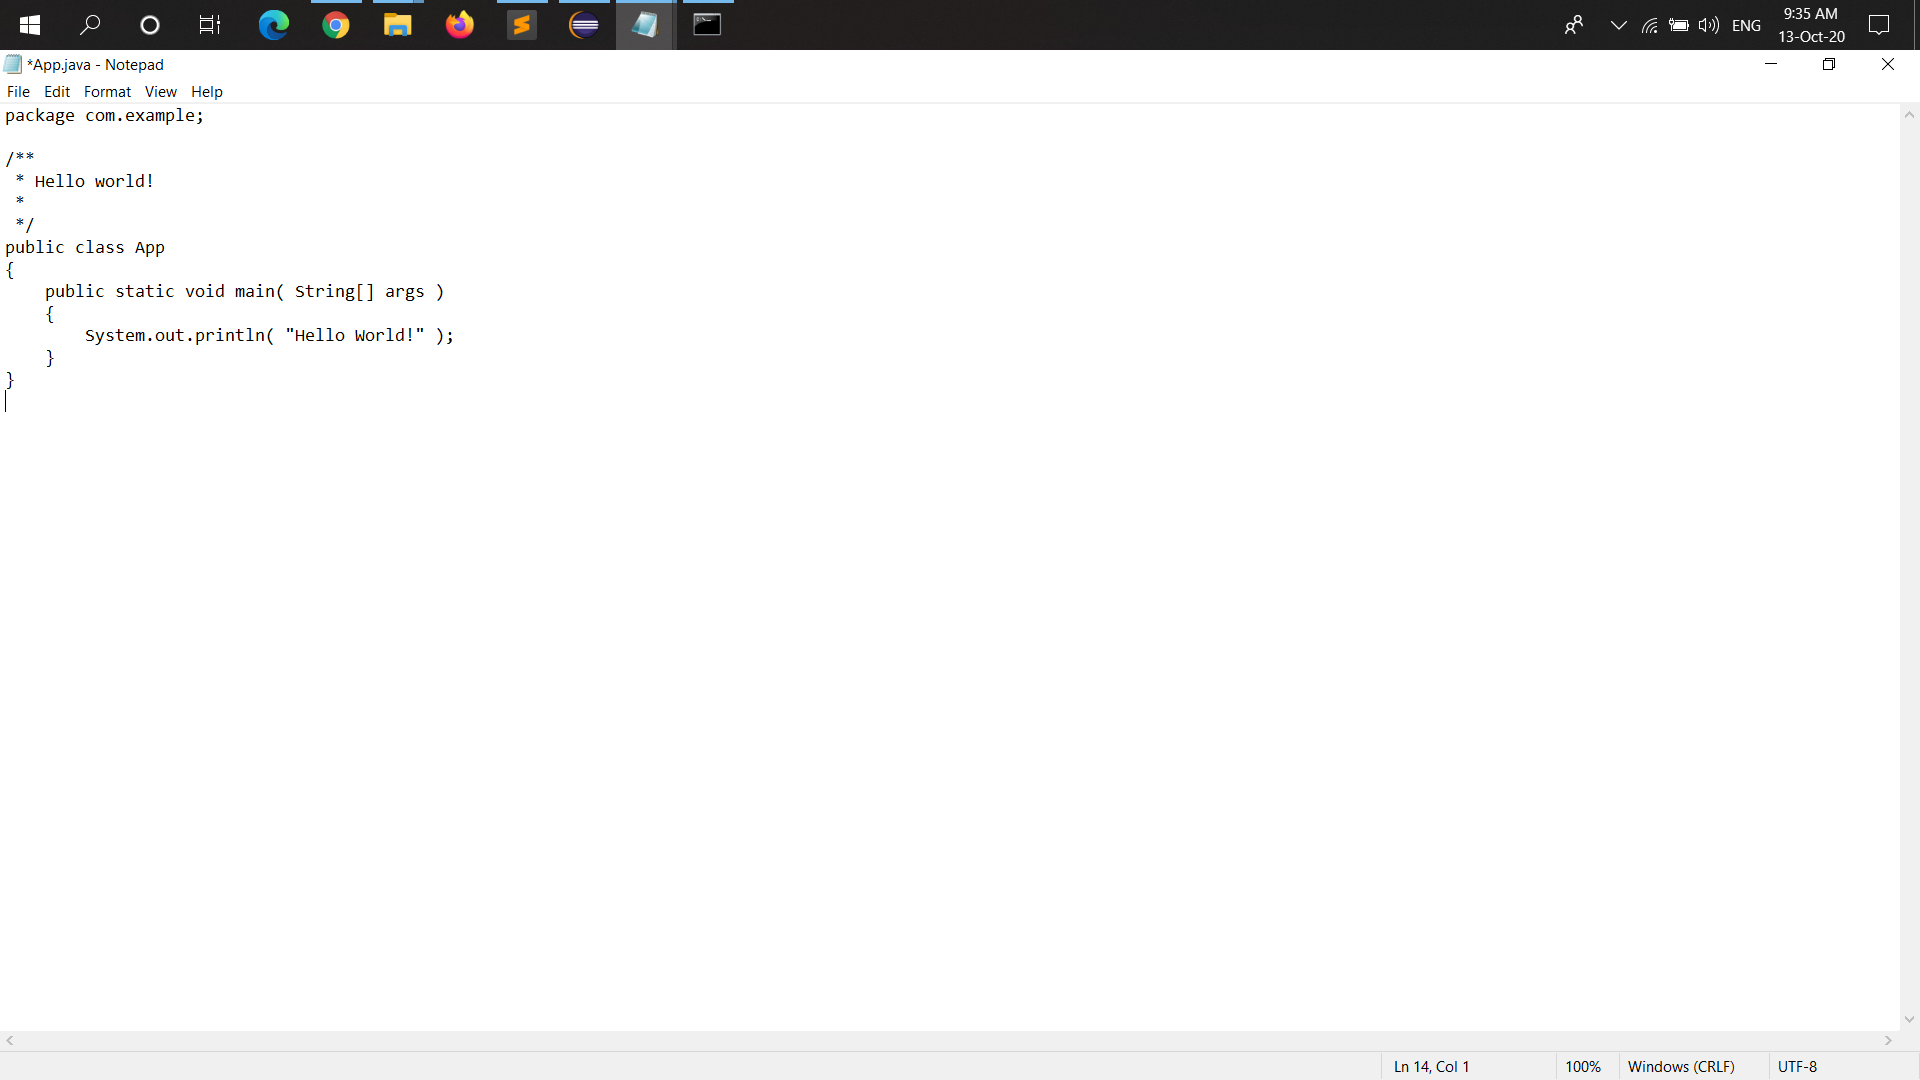 ENG
9:35 AM
13-Oct-20
*App.java - Notepad
File Edit Format View Help
package com.example;
/**
 * Hello world!
 *
 */
public class App
{
    public static void main( String[] args )
    {
        System.out.println( "Hello World!" );
    }
}
Ln 14, Col 1 100% Windows (CRLF) UTF-8